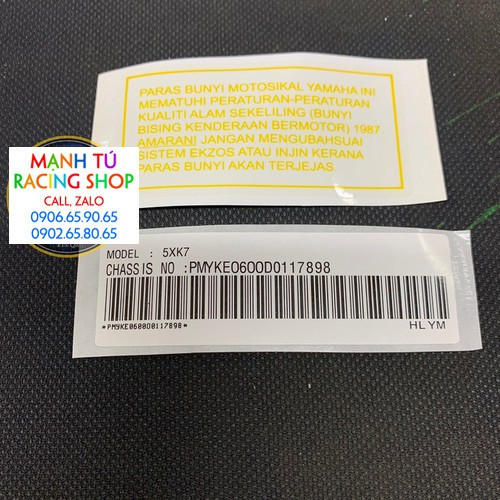 PARAS BUNYI MOTOSIKAL YAMAHA INI
MEMATUHI PERATURAN-PERATURAN
KUALITI ALAM SEKELILING (BUNYI
BISING KENDERAAN BERMOTOR) 1987
AMARAN! JANGAN MENGUBAHSUAI
SISTEM EKZOS ATAU INJIN KERANA
PARAS BUNYI AKAN TERJEJAS.
MẠNH TÚ
RACING SHOP
CALL, ZALO
0906.65.90.65
0902.65.80.65
MODEL : 5XK7
CHASSIS NO :PMYKE0600D0117898
*PMYKE0600D0117898*
HLYM